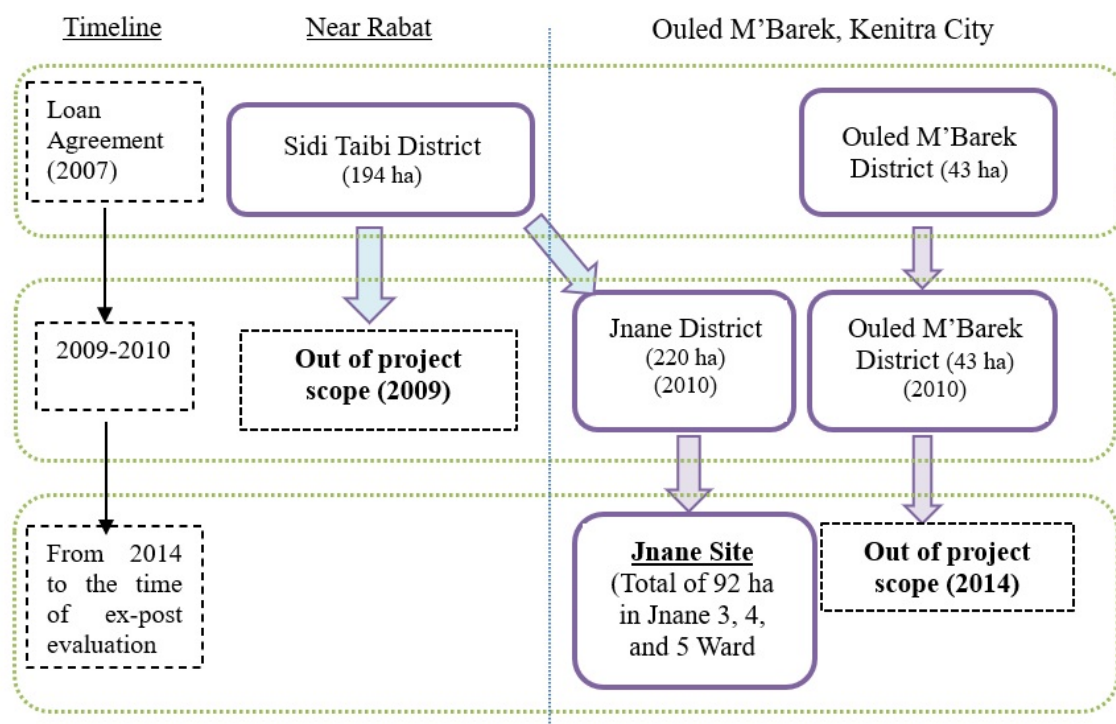 Timeline
Near Rabat
Ouled M’Barek, Kenitra City
Loan
Agreement
(2007)
Sidi Taibi District
(194 ha)
Ouled M’Barek
District (43 ha)
2009-2010
Out of project
scope (2009)
Jnane District
(220 ha)
(2010)
Ouled M’Barek
District (43 ha)
(2010)
From 2014
to the time
of ex-post
evaluation
Jnane Site
(Total of 92 ha
in Jnane 3, 4,
and 5 Ward
Out of project
scope (2014)